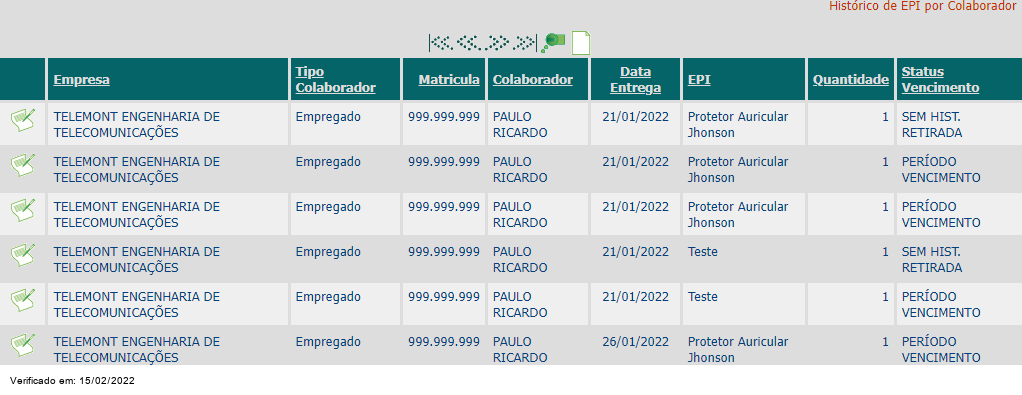 Histórico de EPI por Colaborador
Empresa Tipo Colaborador Matricula Colaborador Data Entrega EPI Quantidade Status Vencimento
TELEMONT ENGENHARIA DE Empregado 999.999.999 PAULO 21/01/2022 Protetor Auricular 1 SEM HIST.
TELECOMUNICAÇÕES RICARDO Jhonson RETIRADA
TELEMONT ENGENHARIA DE Empregado 999.999.999 PAULO 21/01/2022 Protetor Auricular 1 PERÍODO
TELECOMUNICAÇÕES RICARDO Jhonson VENCIMENTO
TELEMONT ENGENHARIA DE Empregado 999.999.999 PAULO 21/01/2022 Protetor Auricular 1 PERÍODO
TELECOMUNICAÇÕES RICARDO Jhonson VENCIMENTO
TELEMONT ENGENHARIA DE Empregado 999.999.999 PAULO 21/01/2022 Teste 1 SEM HIST.
TELECOMUNICAÇÕES RICARDO RETIRADA
TELEMONT ENGENHARIA DE Empregado 999.999.999 PAULO 21/01/2022 Teste 1 PERÍODO
TELECOMUNICAÇÕES RICARDO VENCIMENTO
TELEMONT ENGENHARIA DE Empregado 999.999.999 PAULO 26/01/2022 Protetor Auricular 1 PERÍODO
TELECOMUNICAÇÕES RICARDO Jhonson VENCIMENTO
Verificado em: 15/02/2022